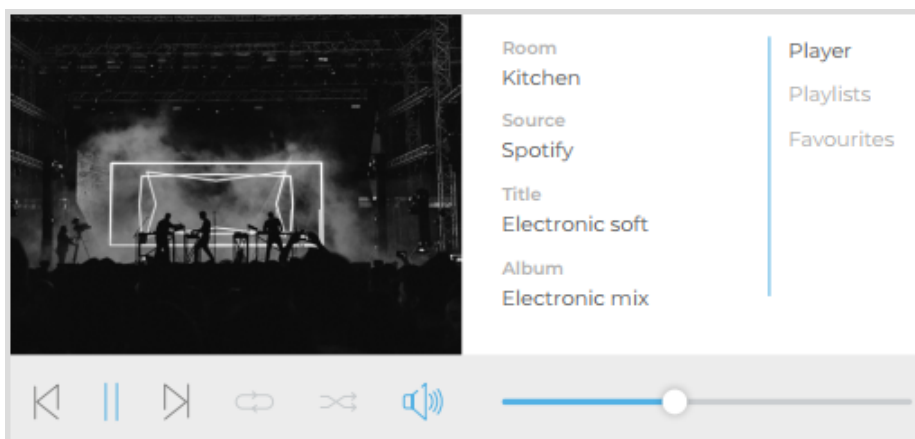 Room
Kitchen
Source
Spotify
Title
Electronic soft
Album
Electronic mix
Player
Playlists
Favourites